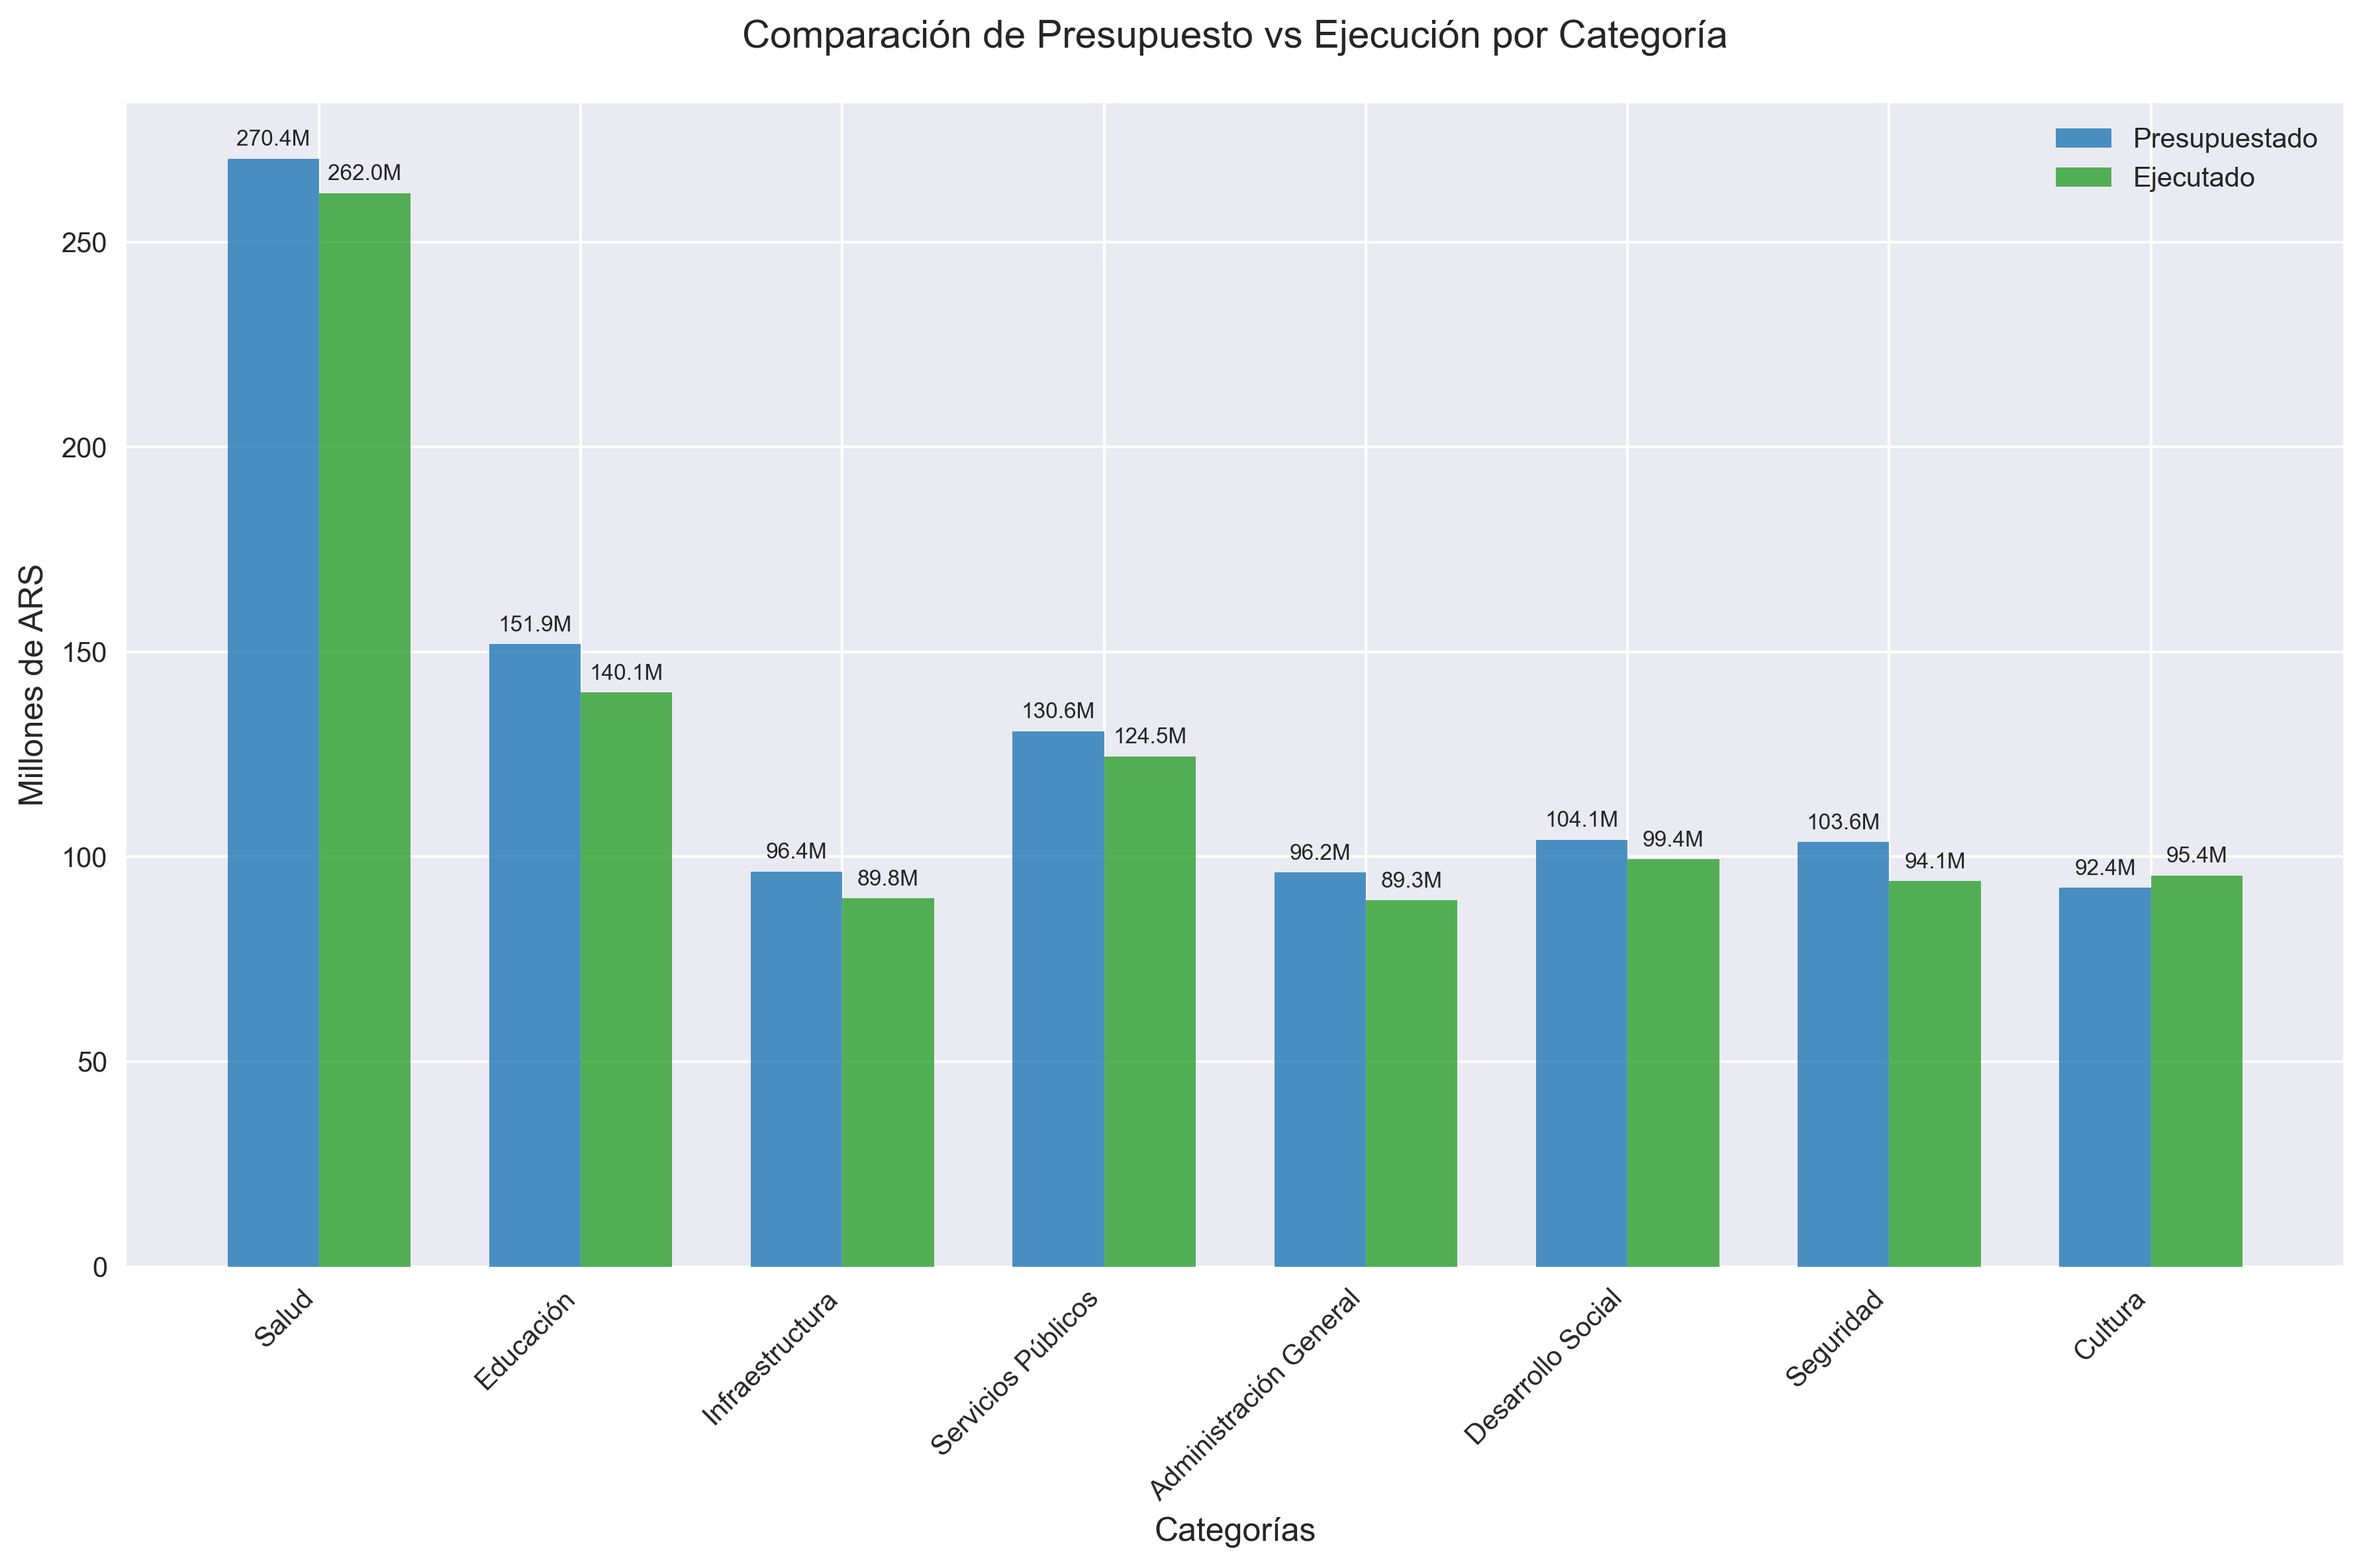 Comparación de Presupuesto vs Ejecución por Categoría
Presupuestado
Ejecutado
Millones de ARS
250
200
150
100
50
0
270.4M
262.0M
151.9M
140.1M
96.4M
89.8M
130.6M
124.5M
96.2M
89.3M
104.1M
99.4M
103.6M
94.1M
92.4M
95.4M
Salud
Educación
Infraestructura
Servicios Públicos
Administración General
Desarrollo Social
Seguridad
Cultura
Categorías